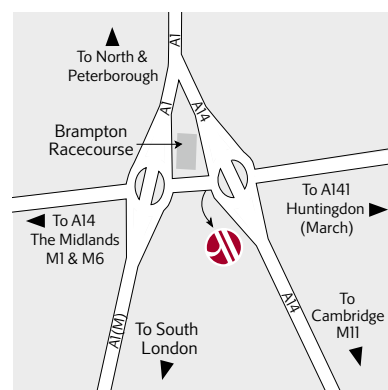 A1
To North &
Peterborough
A1
A14
Brampton
Racecourse
To A14
The Midlands
M1 & M6
To A141
Huntingdon
(March)
A1(M)
To South
London
A14
To
Cambridge
M11